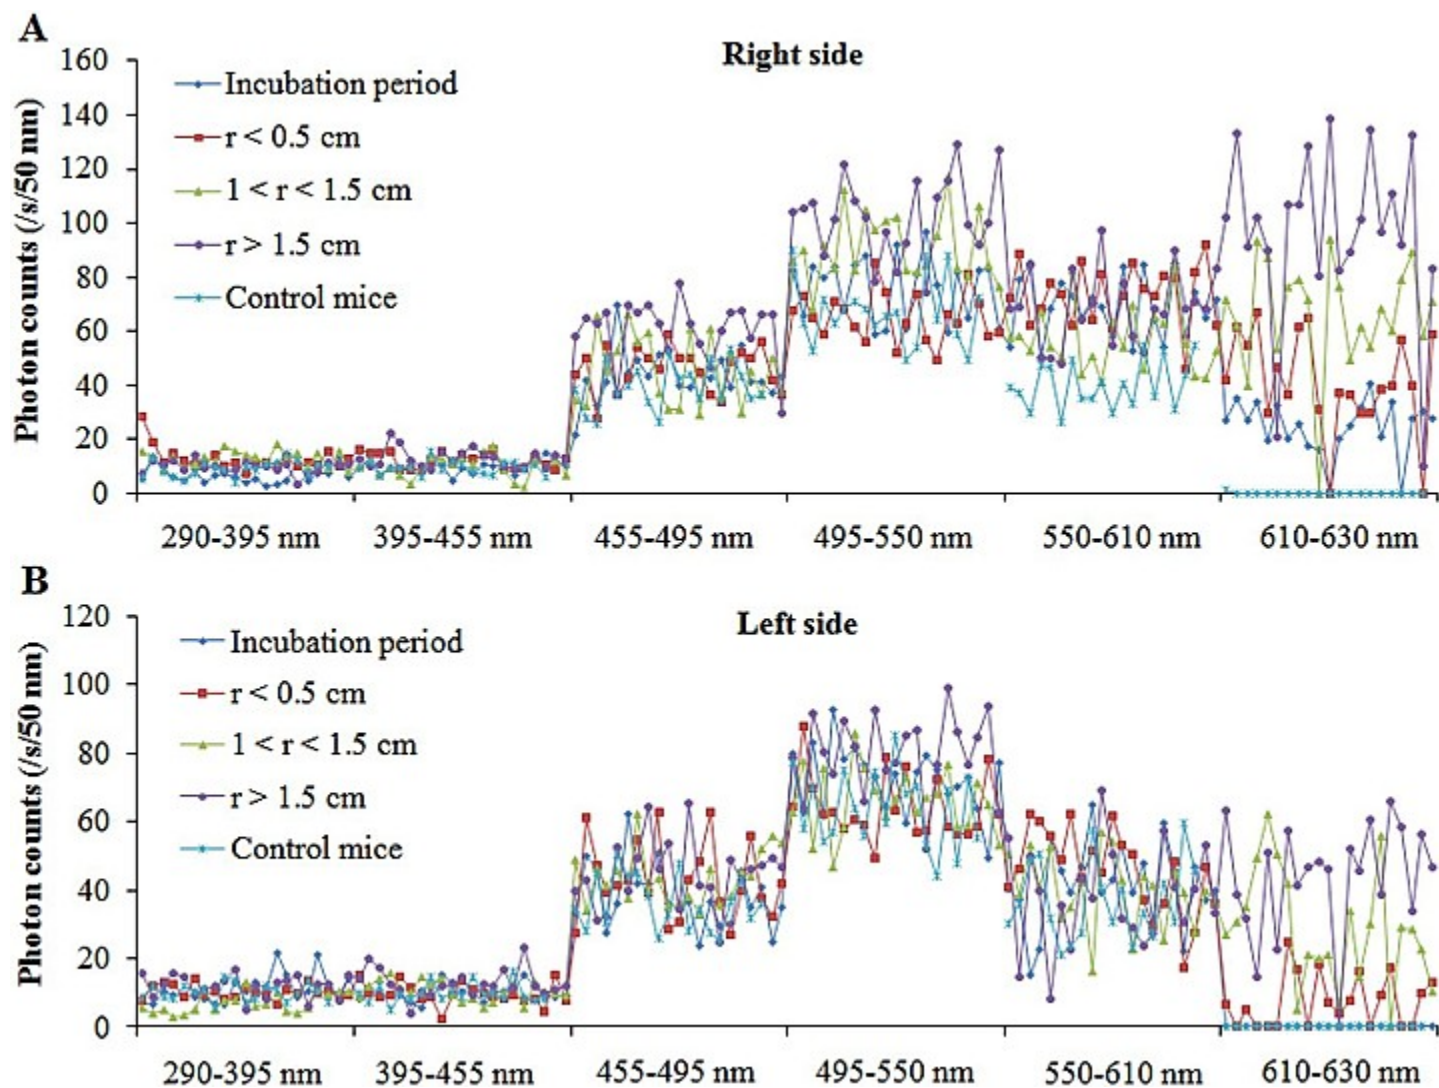 A
Right side
Photon counts (/s/50 nm)
160
140
120
100
80
60
40
20
0
Incubation period
r < 0.5 cm
1 < r < 1.5 cm
r > 1.5 cm
Control mice
290-395 nm 395-455 nm 455-495 nm 495-550 nm 550-610 nm 610-630 nm
B
Left side
Photon counts (/s/50 nm)
120
100
80
60
40
20
0
Incubation period
r < 0.5 cm
1 < r < 1.5 cm
r > 1.5 cm
Control mice
290-395 nm 395-455 nm 455-495 nm 495-550 nm 550-610 nm 610-630 nm